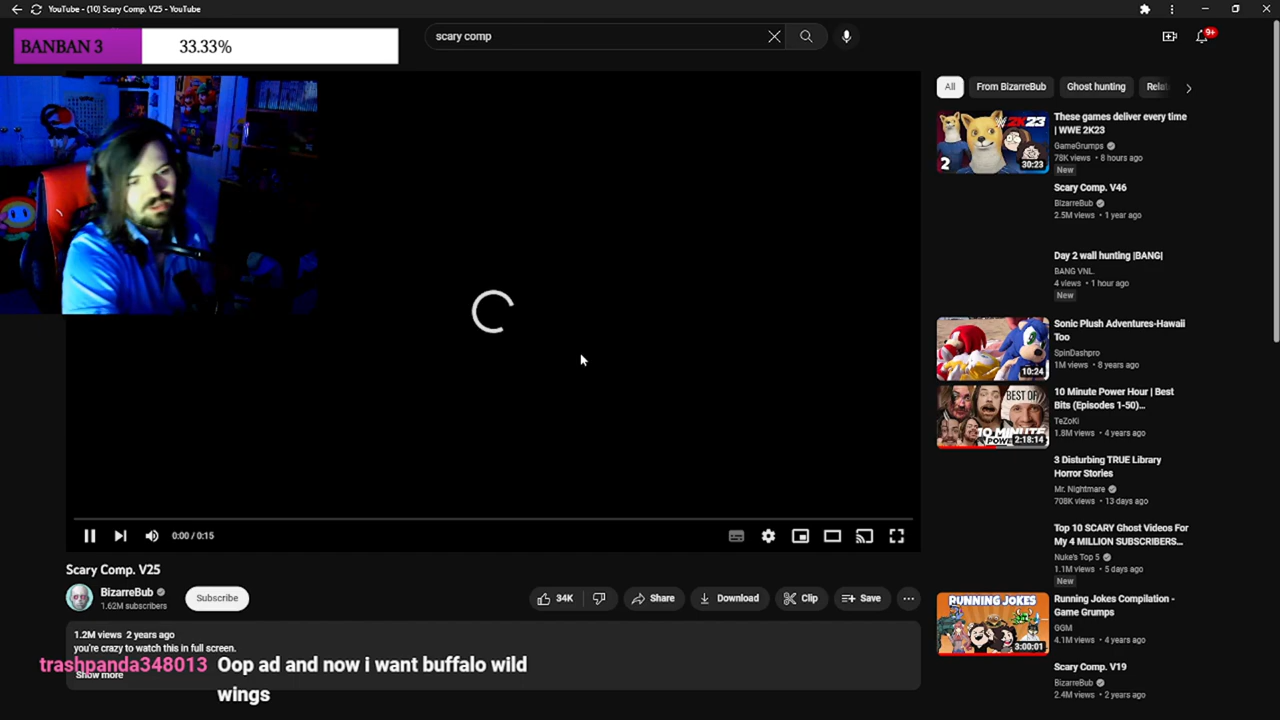 YouTube - (10) Scary Comp. V25 - YouTube
BANBAN 3
33.33%
scary comp
9+
All
From BizarreBub
Ghost hunting
Rela
2K23
2
30:23
These games deliver every time
| WWE 2K23
GameGrumps
78K views • 8 hours ago
New
Scary Comp. V46
BizarreBub
2.5M views • 1 year ago
Day 2 wall hunting |BANG|
BANG VNL.
4 views • 1 hour ago
New
10:24
Sonic Plush Adventures-Hawaii
Too
SpinDashpro
1M views • 8 years ago
BEST OF
10 MINUTE
POWER
2:18:14
10 Minute Power Hour | Best
Bits (Episodes 1-50)...
TeZoKi
1.8M views • 4 years ago
3 Disturbing TRUE Library
Horror Stories
Mr. Nightmare
708K views • 13 days ago
0:00 / 0:15
Top 10 SCARY Ghost Videos For
My 4 MILLION SUBSCRIBERS...
Nuke's Top 5
1.1M views • 5 days ago
New
Scary Comp. V25
BizarreBub
1.62M subscribers
Subscribe
34K
Share
Download
Clip
Save
RUNNING JOKES
3:00:01
Running Jokes Compilation -
Game Grumps
GGM
4.1M views • 4 years ago
1.2M views 2 years ago
you're crazy to watch this in full screen.
Show more
trashpanda348013 Oop ad and now i want buffalo wild
wings
Scary Comp. V19
BizarreBub
2.4M views • 2 years ago